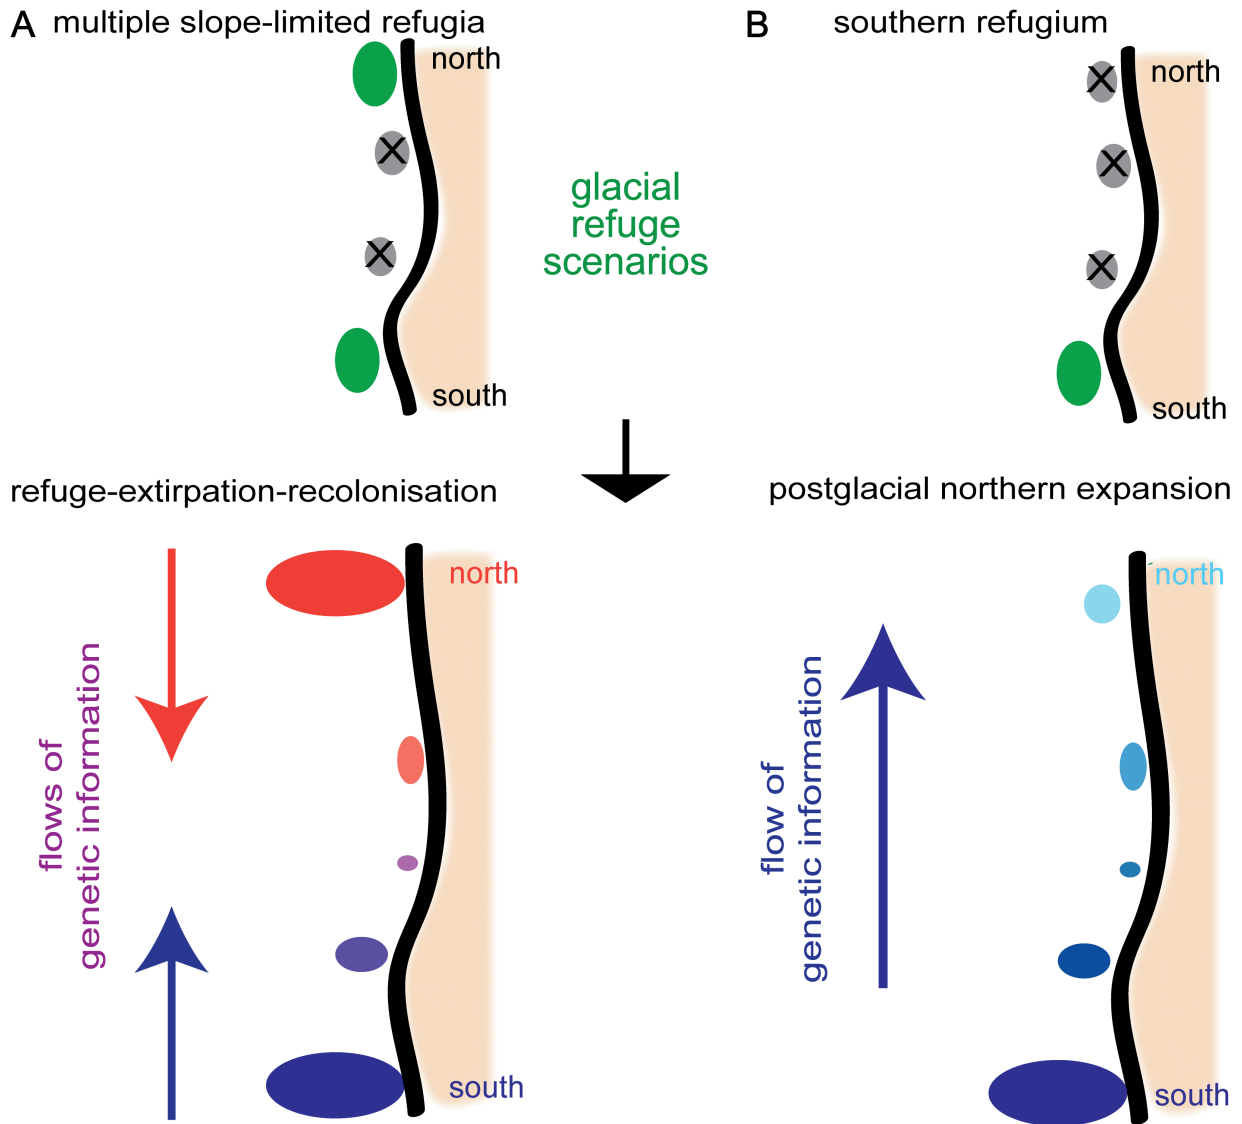 A multiple slope-limited refugia
north
X
X
south
glacial
refuge
scenarios
B southern refugium
north
X
X
X
south
refuge-extirpation-recolonisation
north
flows of
genetic information
south
postglacial northern expansion
north
flow of
genetic information
south